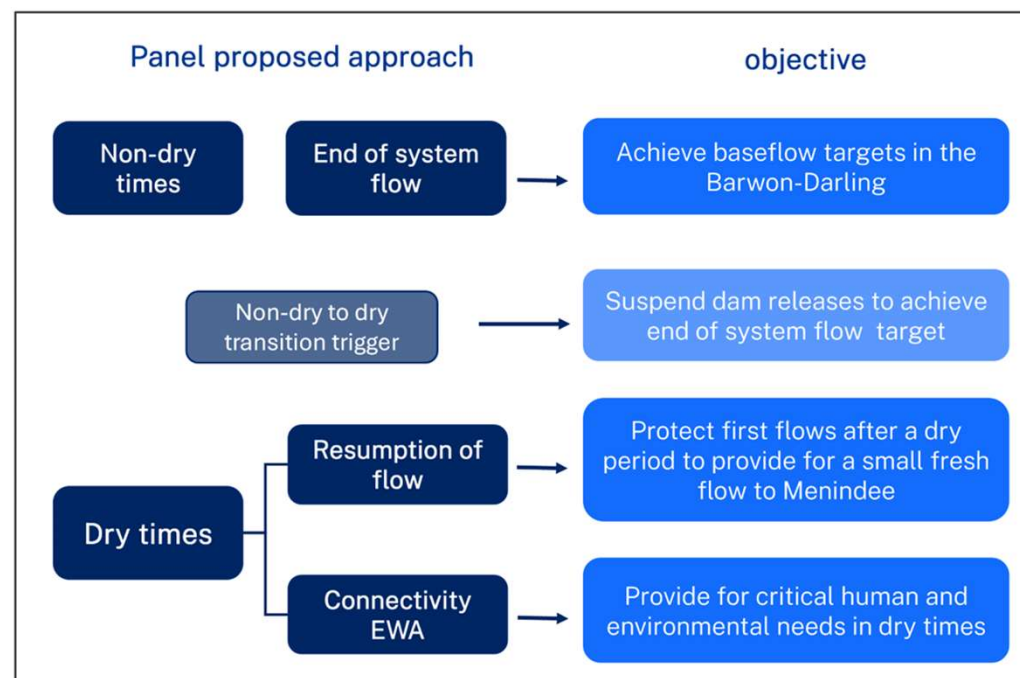 Panel proposed approach
objective
Non-dry
times
End of system
flow
Achieve baseflow targets in the
Barwon-Darling
Non-dry to dry
transition trigger
Suspend dam releases to achieve
end of system flow target
Dry times
Resumption of
flow
Protect first flows after a dry
period to provide for a small fresh
flow to Menindee
Connectivity
EWA
Provide for critical human and
environmental needs in dry times